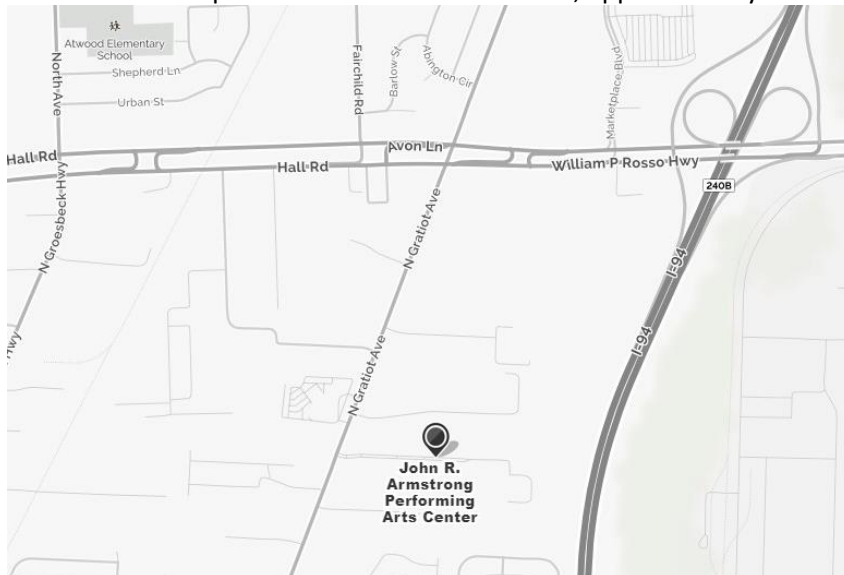 Atwood Elementary
School
North Ave
Shepherd Ln
Urban St
Fairchild Rd
Barlow St
Abington Cir
Marketplace Blvd
Hall Rd
Avon Ln
Hall Rd
William P Rosso Hwy
240B
N Groesbeck Hwy
N Gratiot Ave
I-94
I-94
Hwy
N Gratiot Ave
John R.
Armstrong
Performing
Arts Center